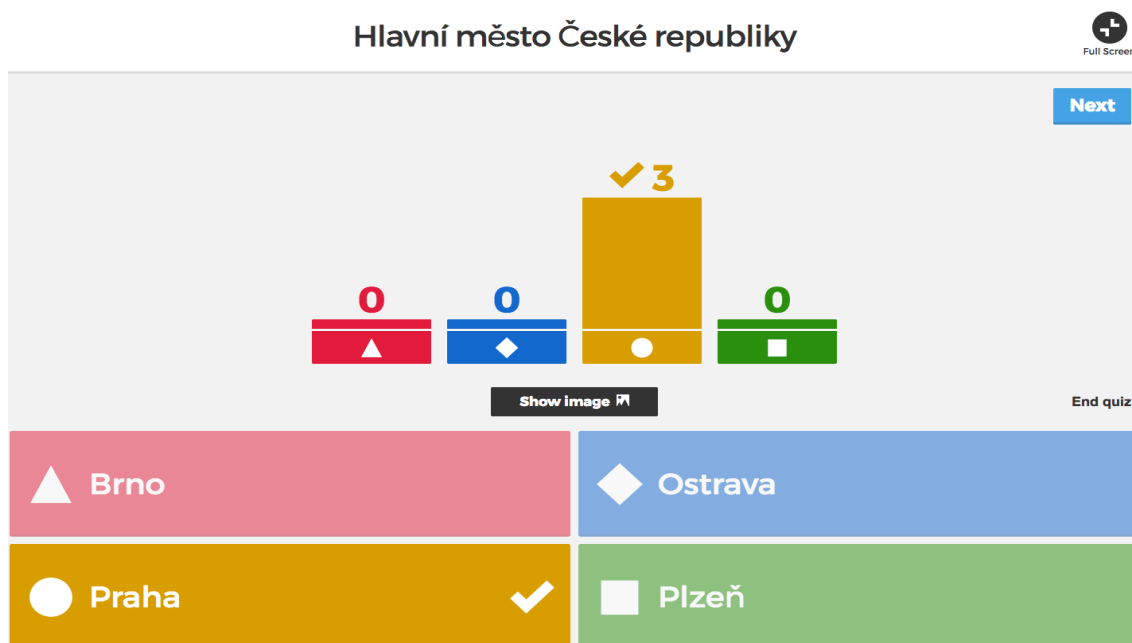 Hlavní město České republiky
Full Screen
Next
3
0
0
0
Show image
End quiz
Brno
Ostrava
Praha
Plzeň